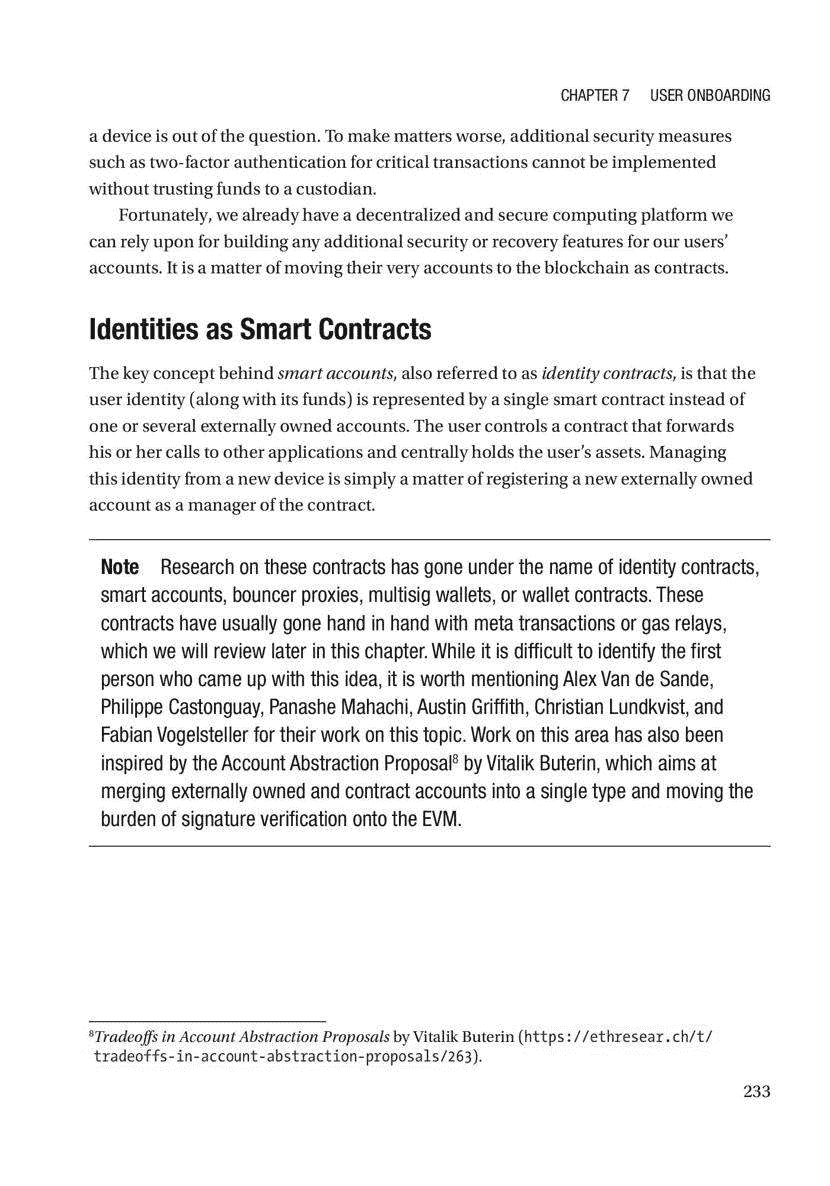 CHAPTER 7 USER ONBOARDING
a device is out of the question. To make matters worse, additional security measures
such as two-factor authentication for critical transactions cannot be implemented
without trusting funds to a custodian.
Fortunately, we already have a decentralized and secure computing platform we
can rely upon for building any additional security or recovery features for our users’
accounts. It is a matter of moving their very accounts to the blockchain as contracts.
Identities as Smart Contracts
The key concept behind smart accounts, also referred to as identity contracts, is that the
user identity (along with its funds) is represented by a single smart contract instead of
one or several externally owned accounts. The user controls a contract that forwards
his or her calls to other applications and centrally holds the user’s assets. Managing
this identity from a new device is simply a matter of registering a new externally owned
account as a manager of the contract.
Note Research on these contracts has gone under the name of identity contracts,
smart accounts, bouncer proxies, multisig wallets, or wallet contracts. These
contracts have usually gone hand in hand with meta transactions or gas relays,
which we will review later in this chapter. While it is difficult to identify the first
person who came up with this idea, it is worth mentioning Alex Van de Sande,
Philippe Castonguay, Panashe Mahachi, Austin Griffith, Christian Lundkvist, and
Fabian Vogelsteller for their work on this topic. Work on this area has also been
inspired by the Account Abstraction Proposal⁸ by Vitalik Buterin, which aims at
merging externally owned and contract accounts into a single type and moving the
burden of signature verification onto the EVM.
⁸Tradeoffs in Account Abstraction Proposals by Vitalik Buterin (https://ethresear.ch/t/
tradeoffs-in-account-abstraction-proposals/263).
233